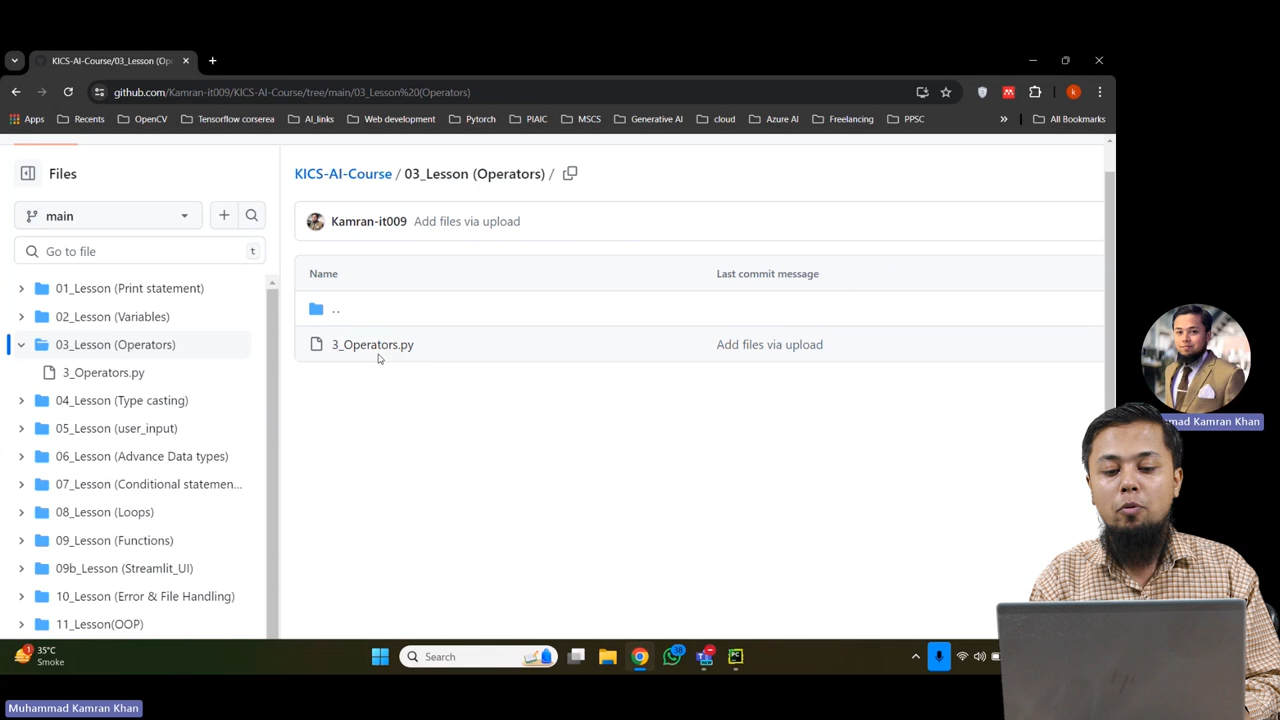 KICS-AI-Course/03_Lesson (Op
github.com/Kamran-it009/KICS-AI-Course/tree/main/03_Lesson%20(Operators)
k
Apps
Recents
OpenCV
Tensorflow corserea
AI_links
Web development
Pytorch
PIAIC
MSCS
Generative AI
cloud
Azure AI
Freelancing
PPSC
»
All Bookmarks
Files
main
Go to file
t
01_Lesson (Print statement)
02_Lesson (Variables)
03_Lesson (Operators)
3_Operators.py
04_Lesson (Type casting)
05_Lesson (user_input)
06_Lesson (Advance Data types)
07_Lesson (Conditional statemen...
08_Lesson (Loops)
09_Lesson (Functions)
09b_Lesson (Streamlit_UI)
10_Lesson (Error & File Handling)
11_Lesson(OOP)
KICS-AI-Course / 03_Lesson (Operators) /
Kamran-it009 Add files via upload
Name Last commit message
..
3_Operators.py Add files via upload
mad Kamran Khan
1
35°C
Smoke
Search
38
PC
Muhammad Kamran Khan